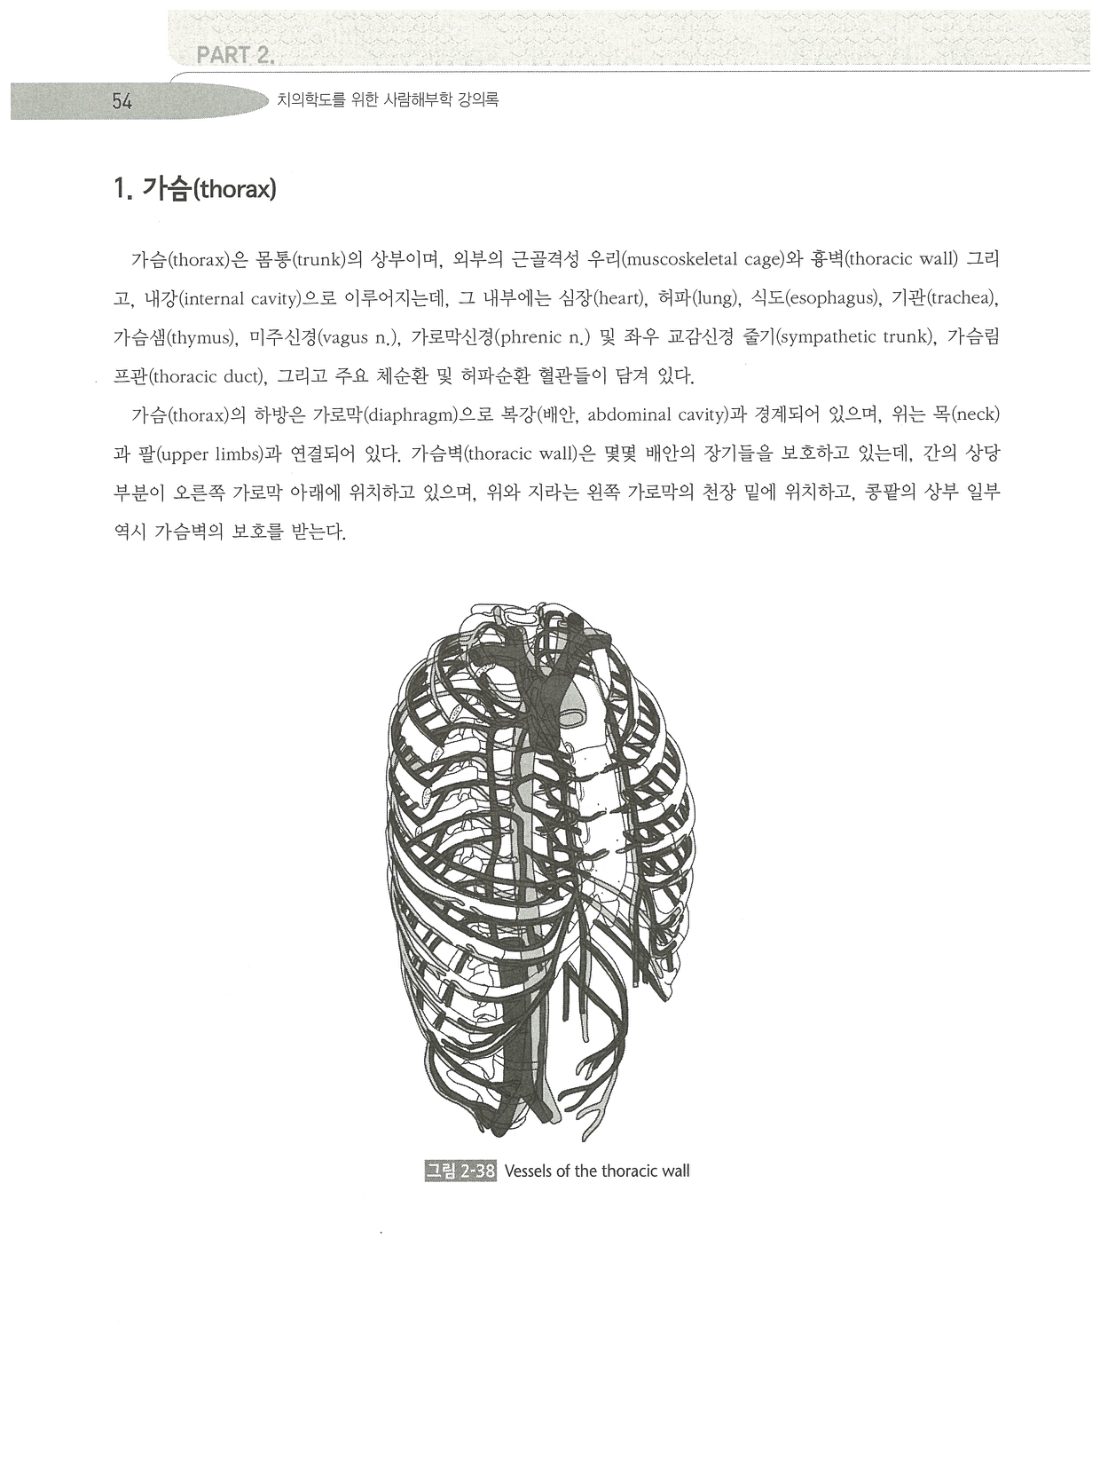 PART 2.
54
치의학도를 위한 사람해부학 강의록
1. 가슴(thorax)
가슴(thorax)은 몸통(trunk)의 상부이며, 외부의 근골격성 우리(muscoskeletal cage)와 흉벽(thoracic wall) 그리
고, 내강(internal cavity)으로 이루어지는데, 그 내부에는 심장(heart), 허파(lung), 식도(esophagus), 기관(trachea),
가슴샘(thymus), 미주신경(vagus n.), 가로막신경(phrenic n.) 및 좌우 교감신경 줄기(sympathetic trunk), 가슴림
프관(thoracic duct), 그리고 주요 체순환 및 허파순환 혈관들이 담겨 있다.
가슴(thorax)의 하방은 가로막(diaphragm)으로 복강(배안, abdominal cavity)과 경계되어 있으며, 위는 목(neck)
과 팔(upper limbs)과 연결되어 있다. 가슴벽(thoracic wall)은 몇몇 배안의 장기들을 보호하고 있는데, 간의 상당
부분이 오른쪽 가로막 아래에 위치하고 있으며, 위와 지라는 왼쪽 가로막의 천장 밑에 위치하고, 콩팥의 상부 일부
역시 가슴벽의 보호를 받는다.
그림 2-38 Vessels of the thoracic wall